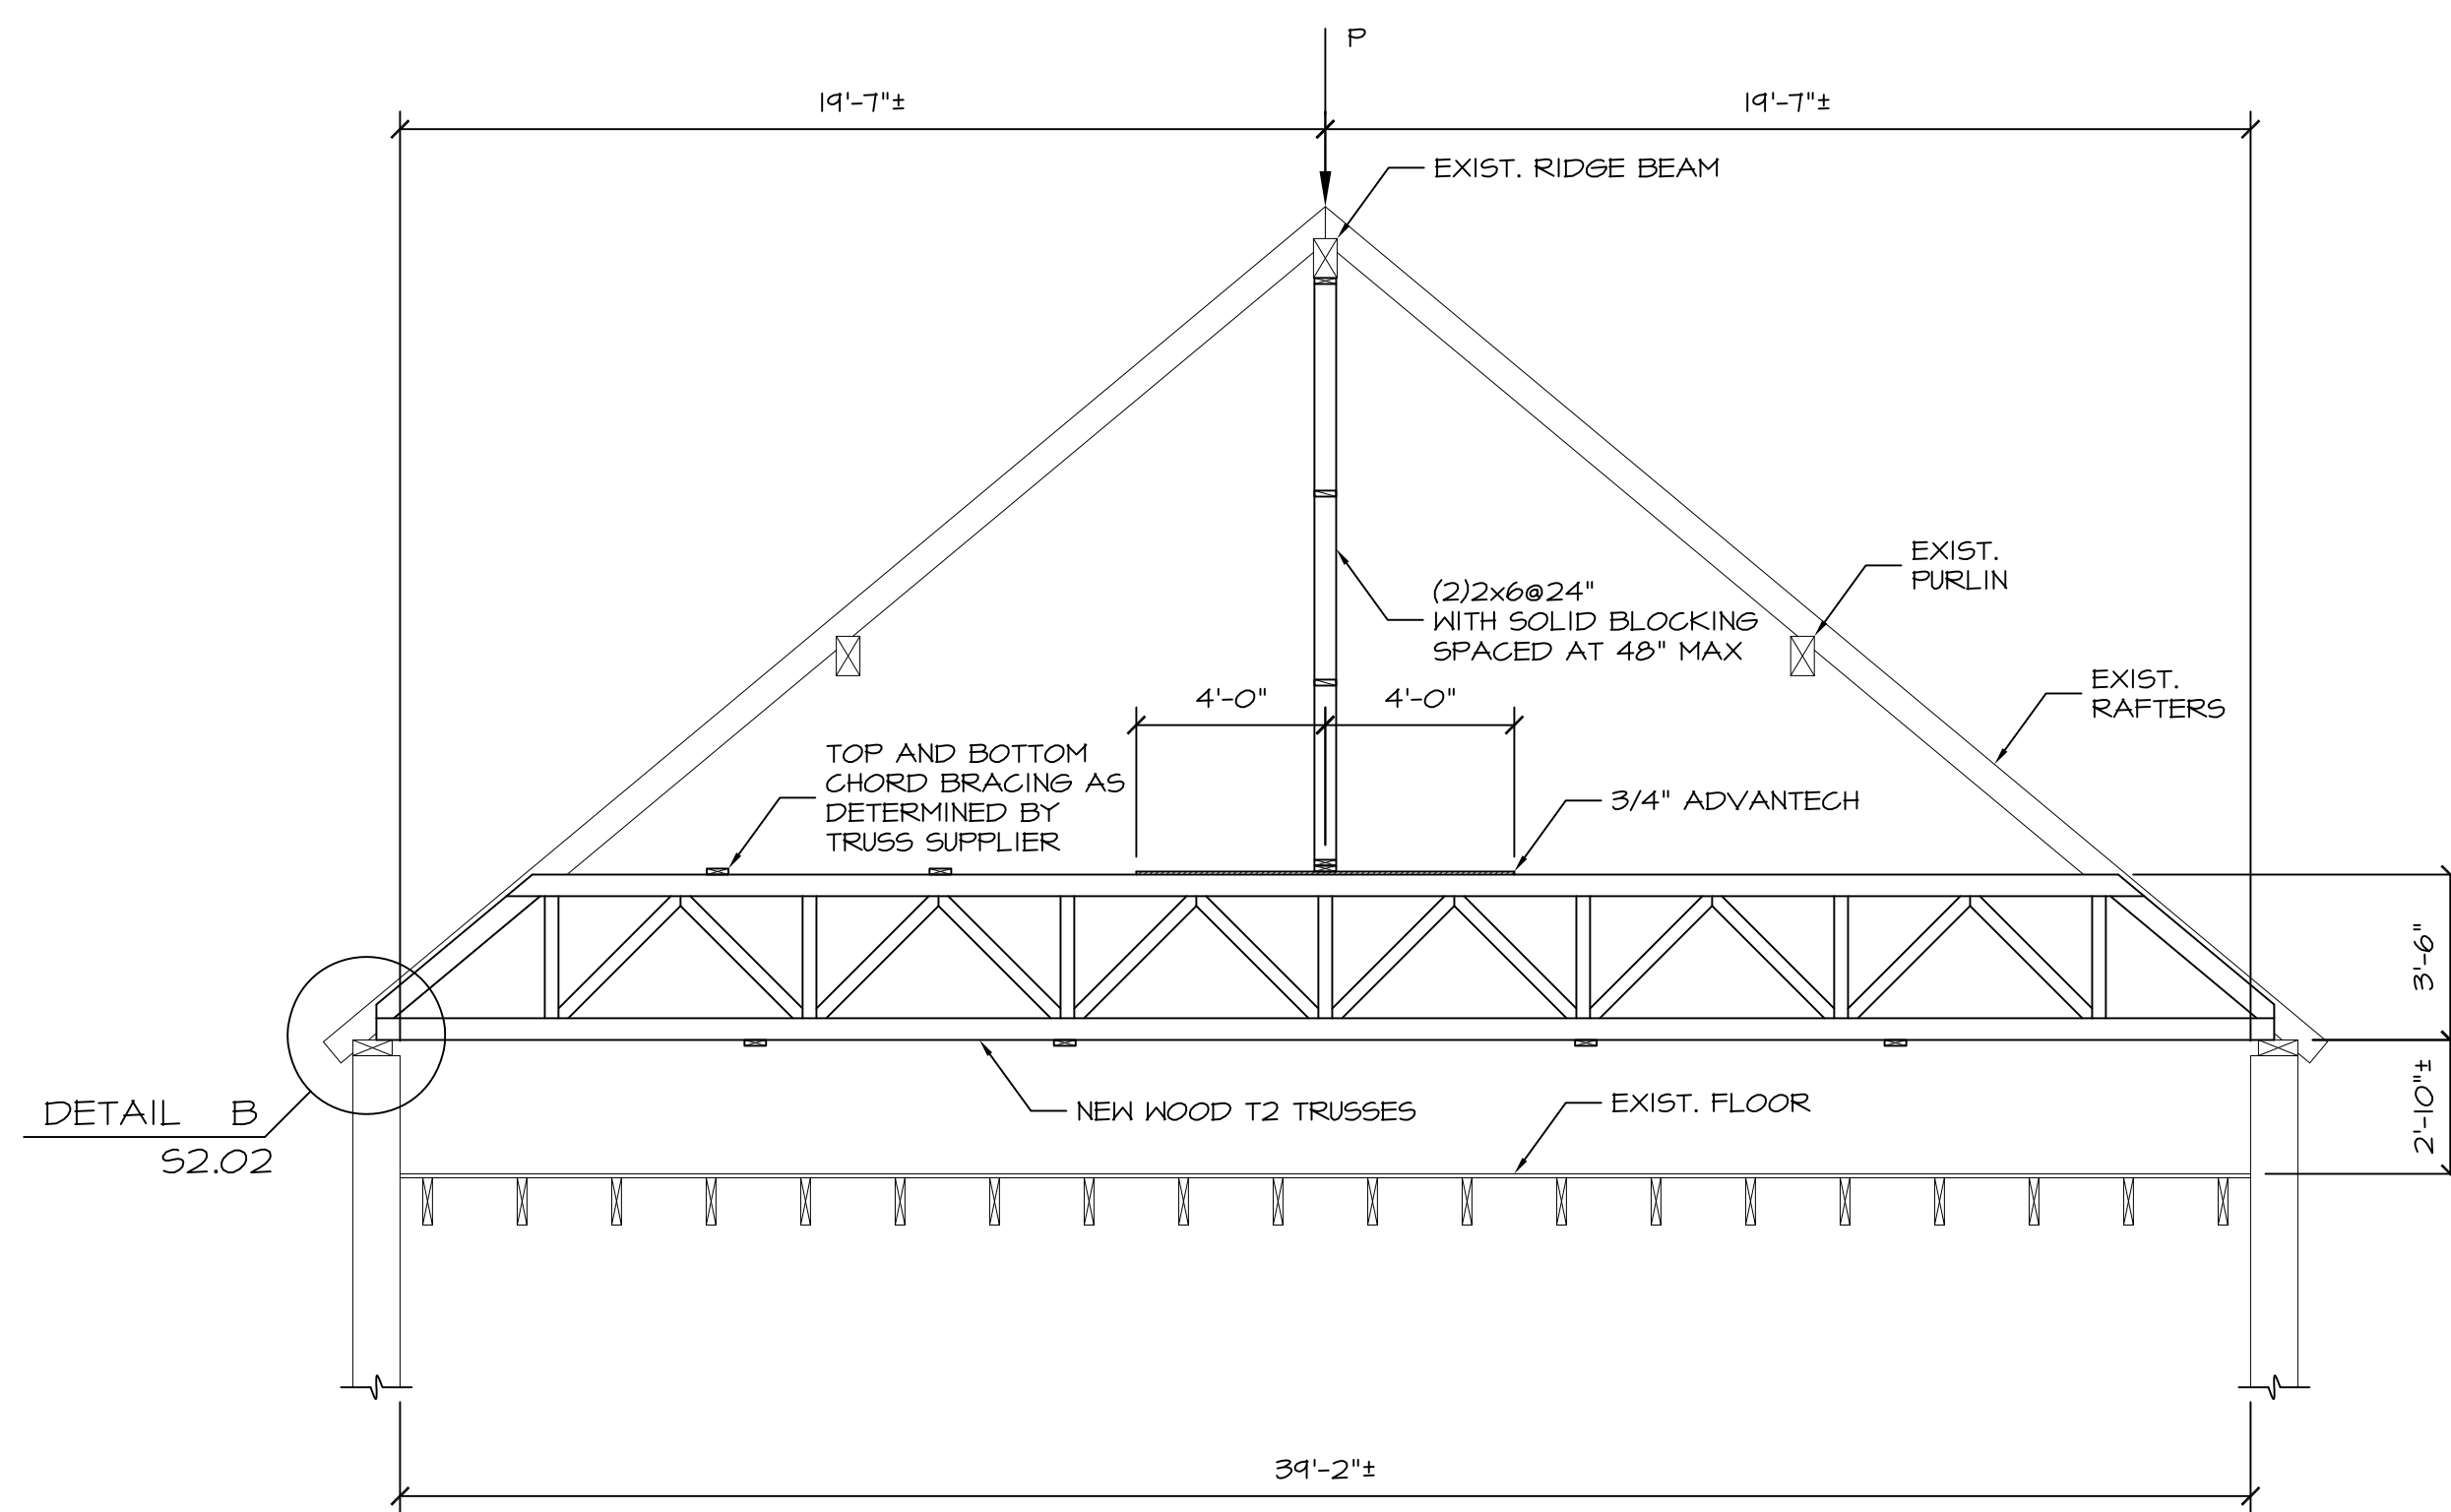 P
19'-7"±
19'-7"±
EXIST. RIDGE BEAM
EXIST.
PURLIN
(2)2x6@24"
WITH SOLID BLOCKING
SPACED AT 48" MAX
EXIST.
RAFTERS
4'-0"
4'-0"
TOP AND BOTTOM
CHORD BRACING AS
DETERMINED BY
TRUSS SUPPLIER
3/4" ADVANTECH
3'-6"
2'-10"±
DETAIL B
S2.02
NEW WOOD T2 TRUSSES
EXIST. FLOOR
39'-2"±